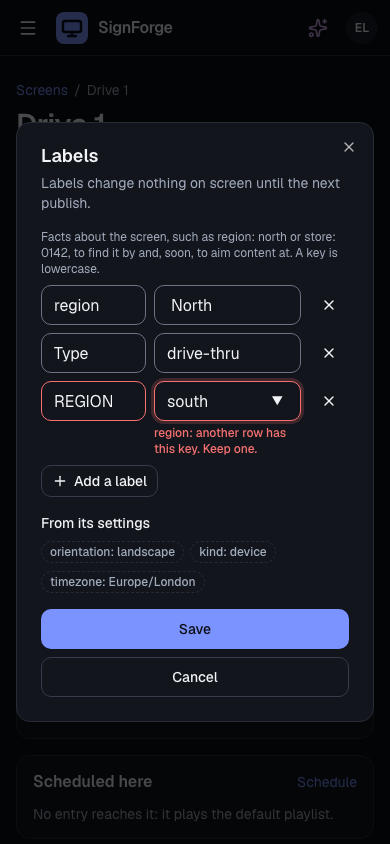 SignForge
EL
Screens / Drive 1
Drive 1
Labels
Labels change nothing on screen until the next
publish.
Facts about the screen, such as region: north or store:
0142, to find it by and, soon, to aim content at. A key is
lowercase.
region North
Type drive-thru
REGION south
region: another row has
this key. Keep one.
Add a label
From its settings
orientation: landscape kind: device
timezone: Europe/London
Save
Cancel
Scheduled here Schedule
No entry reaches it: it plays the default playlist.